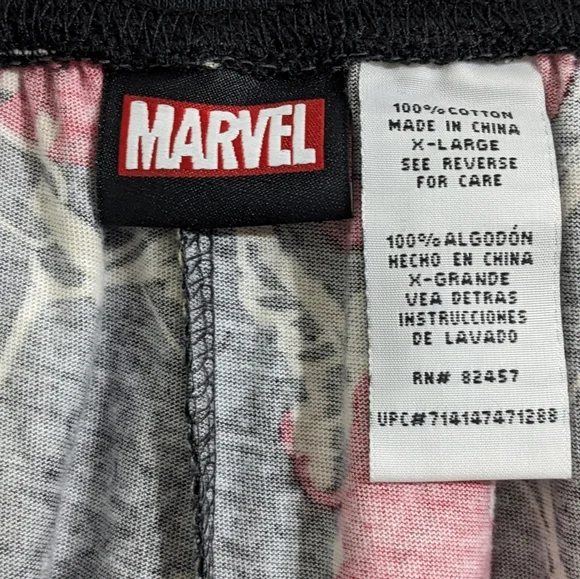 MARVEL
100% COTTON
MADE IN CHINA
X-LARGE
SEE REVERSE
FOR CARE
100% ALGODÓN
HECHO EN CHINA
X-GRANDE
VEA DETRAS
INSTRUCCIONES
DE LAVADO
RN# 82457
UPC#714147471288